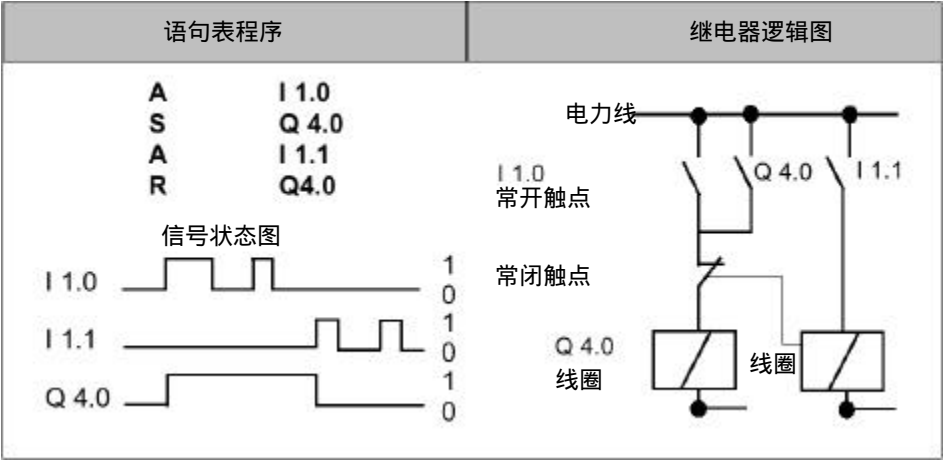 语句表程序
继电器逻辑图
A I 1.0
S Q 4.0
A I 1.1
R Q4.0
信号状态图
I 1.0 1
0
I 1.1 1
0
Q 4.0 1
0
电力线
I 1.0 Q 4.0 I 1.1
常开触点
常闭触点
Q 4.0
线圈 线圈